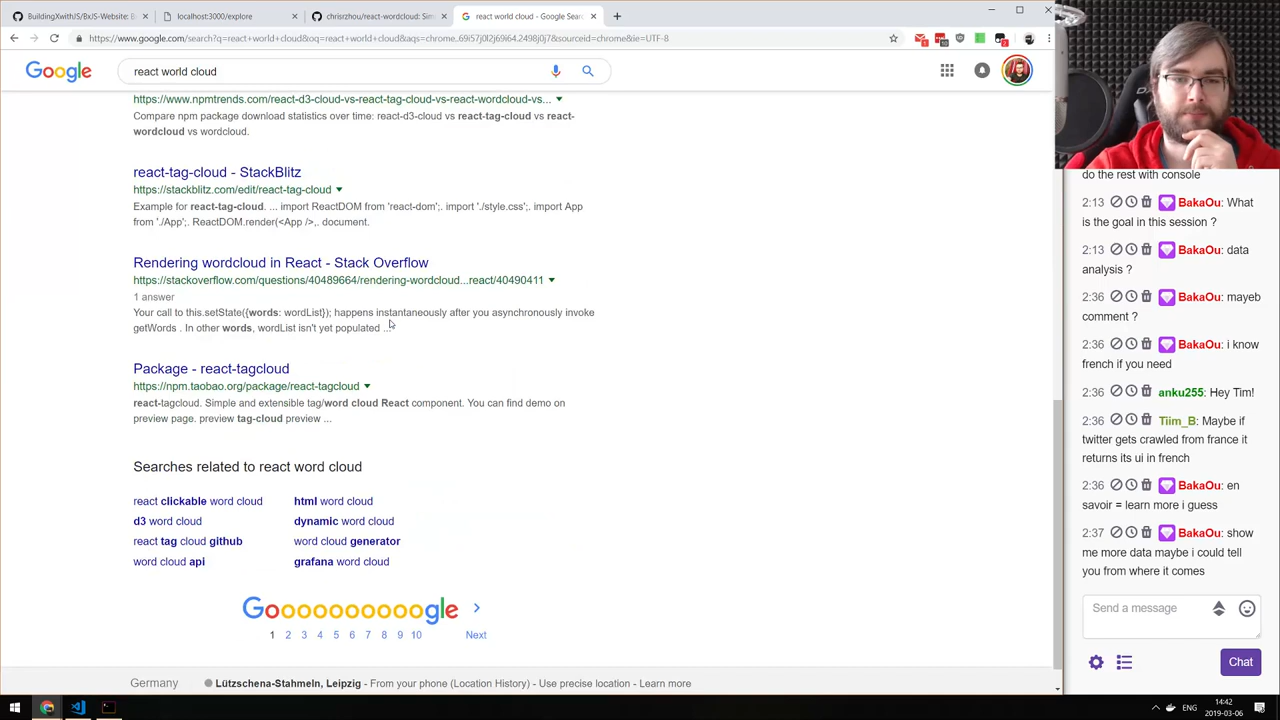 BuildingXwithJS/BxJS-Website: B
localhost:3000/explore
chrisrzhou/react-wordcloud: Sim
react world cloud - Google Sear
https://www.google.com/search?q=react+world+cloud&oq=react+world+cloud&aqs=chrome..69i57j0l2j69i64.2498j0j7&sourceid=chrome&ie=UTF-8
Google
react world cloud
https://www.npmtrends.com/react-d3-cloud-vs-react-tag-cloud-vs-react-wordcloud-vs...
Compare npm package download statistics over time: react-d3-cloud vs react-tag-cloud vs react-
wordcloud vs wordcloud.
react-tag-cloud - StackBlitz
https://stackblitz.com/edit/react-tag-cloud
Example for react-tag-cloud. ... import ReactDOM from 'react-dom';. import './style.css';. import App
from './App';. ReactDOM.render(<App />,. document.
Rendering wordcloud in React - Stack Overflow
https://stackoverflow.com/questions/40489664/rendering-wordcloud...react/40490411
1 answer
Your call to this.setState({words: wordList}); happens instantaneously after you asynchronously invoke
getWords . In other words, wordList isn't yet populated ...
Package - react-tagcloud
https://npm.taobao.org/package/react-tagcloud
react-tagcloud. Simple and extensible tag/word cloud React component. You can find demo on
preview page. preview tag-cloud preview ...
Searches related to react word cloud
react clickable word cloud
html word cloud
d3 word cloud
dynamic word cloud
react tag cloud github
word cloud generator
word cloud api
grafana word cloud
Goooooooooogle
1 2 3 4 5 6 7 8 9 10 Next
Germany
Lützschena-Stahmeln, Leipzig - From your phone (Location History) - Use precise location - Learn more
do the rest with console
2:13 BakaOu: What
is the goal in this session ?
2:13 BakaOu: data
analysis ?
2:36 BakaOu: mayeb
comment ?
2:36 BakaOu: i know
french if you need
2:36 anku255: Hey Tim!
2:36 Tiim_B: Maybe if
twitter gets crawled from france it
returns its ui in french
2:36 BakaOu: en
savoir = learn more i guess
2:37 BakaOu: show
me more data maybe i could tell
you from where it comes
Send a message
Chat
ENG
14:42
2019-03-06